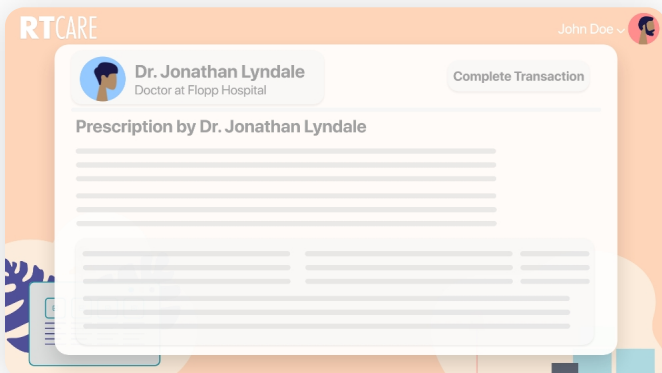 RTCARE
John Doe
Dr. Jonathan Lyndale
Doctor at Flopp Hospital
Complete Transaction
Prescription by Dr. Jonathan Lyndale